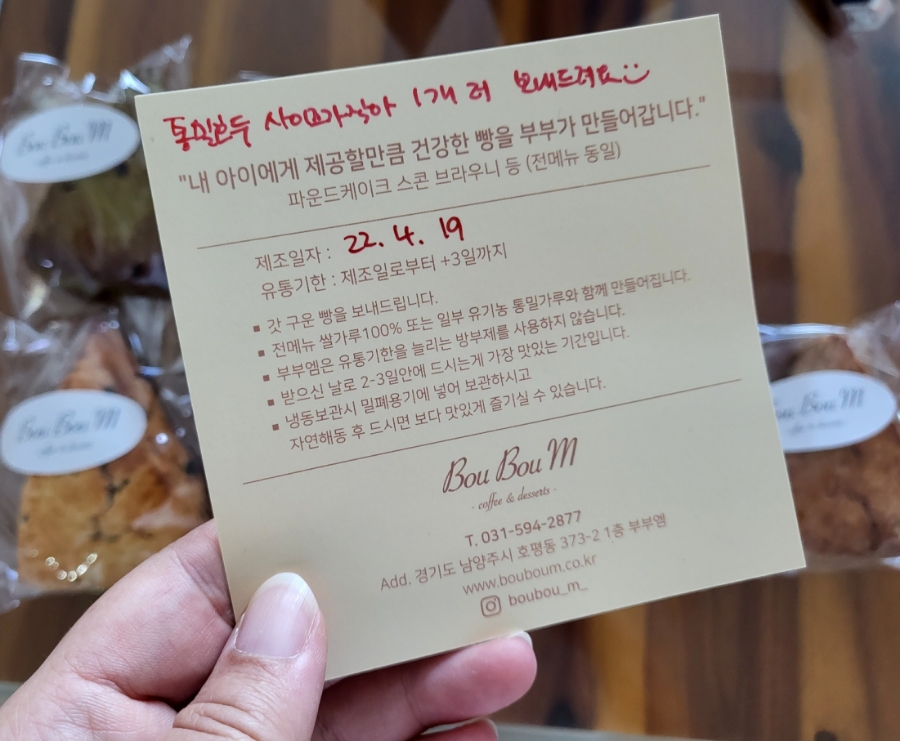 통밀호두 사이즈가 작아 1개 더 보내드려요
"내 아이에게 제공할만큼 건강한 빵을 부부가 만들어갑니다."
파운드케이크 스콘 브라우니 등 (전메뉴 동일)
제조일자 : 22. 4. 19
유통기한 : 제조일로부터 +3일까지
▪ 갓 구운 빵을 보내드립니다.
▪ 전메뉴 쌀가루100% 또는 일부 유기농 통밀가루와 함께 만들어집니다.
▪ 부부엠은 유통기한을 늘리는 방부제를 사용하지 않습니다.
▪ 받으신 날로 2-3일안에 드시는게 가장 맛있는 기간입니다.
▪ 냉동보관시 밀폐용기에 넣어 보관하시고
자연해동 후 드시면 보다 맛있게 즐기실 수 있습니다.
Bou Bou M
- coffee & desserts -
T. 031-594-2877
Add. 경기도 남양주시 호평동 373-2 1층 부부엠
www.bouboum.co.kr
boubou_m_
Bou Bou M
Bou Bou M
Bou Bou M